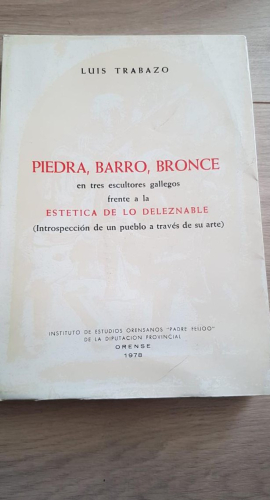 LUIS TRABAZO
PIEDRA, BARRO, BRONCE
en tres escultores gallegos
frente a la
ESTETICA DE LO DELEZNABLE
(Introspección de un pueblo a través de su arte)
INSTITUTO DE ESTUDIOS ORENSANOS "PADRE FEIJOO"
DE LA DIPUTACION PROVINCIAL
ORENSE
1978